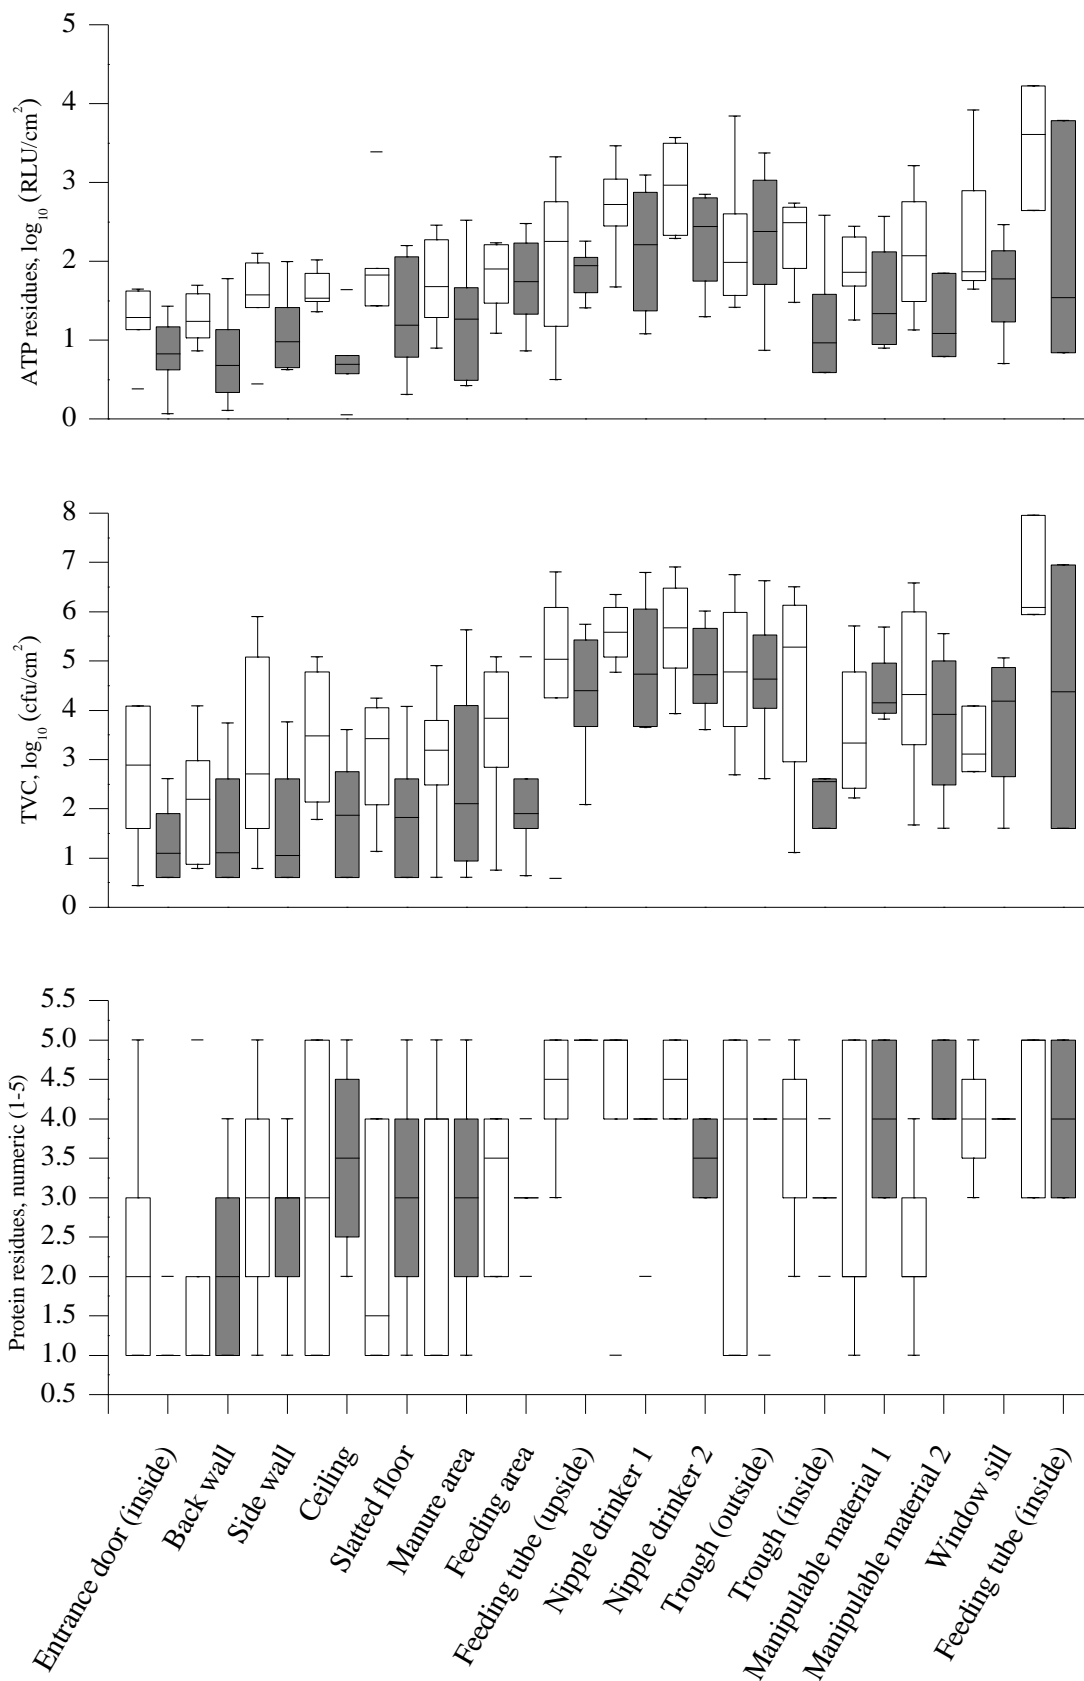 5
4
3
2
1
0
ATP residues, log₁₀ (RLU/cm²)
8
7
6
5
4
3
2
1
0
TVC, log₁₀ (cfu/cm²)
5.5
5.0
4.5
4.0
3.5
3.0
2.5
2.0
1.5
1.0
0.5
Protein residues, numeric (1-5)
Entrance door (inside)
Back wall
Side wall
Ceiling
Slatted floor
Manure area
Feeding area
Feeding tube (upside)
Nipple drinker 1
Nipple drinker 2
Trough (outside)
Trough (inside)
Manipulable material 1
Manipulable material 2
Window sill
Feeding tube (inside)